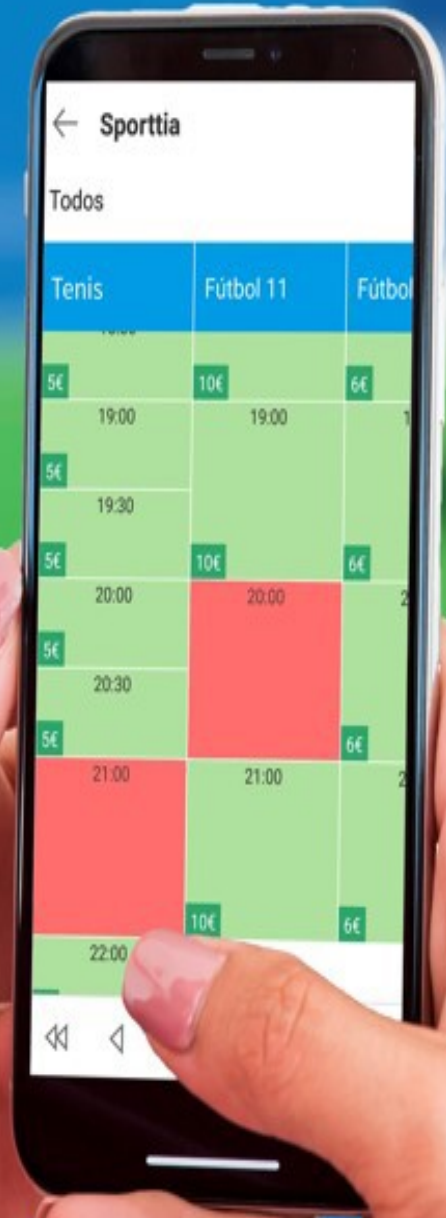 ← Sporttia
Todos
Tenis Fútbol 11 Fútbol
5€ 10€ 6€
19:00 19:00
5€
19:30
5€ 10€ 6€
20:00 20:00
5€
20:30
5€ 6€
21:00 21:00
10€ 6€
22:00